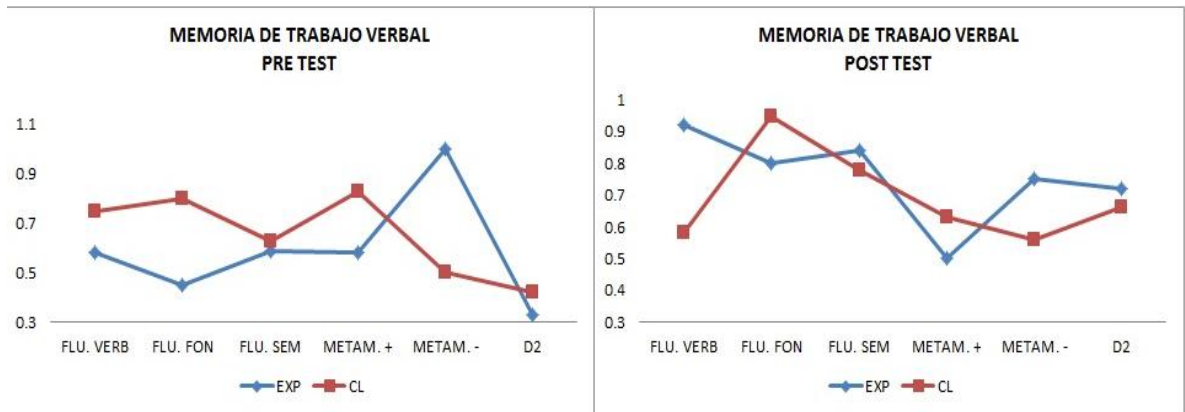 MEMORIA DE TRABAJO VERBAL
PRE TEST
1.1
0.9
0.7
0.5
0.3
FLU. VERB FLU. FON FLU. SEM METAM. + METAM. - D2
EXP CL
MEMORIA DE TRABAJO VERBAL
POST TEST
1
0.9
0.8
0.7
0.6
0.5
0.4
0.3
FLU. VERB FLU. FON FLU. SEM METAM. + METAM. - D2
EXP CL